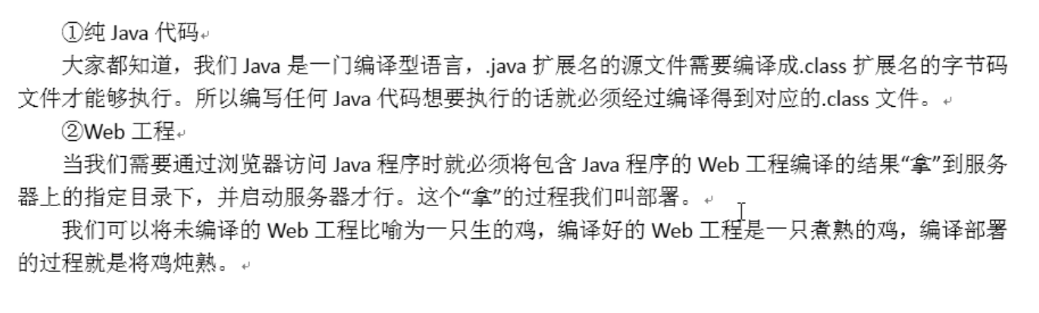 ①纯 Java 代码
大家都知道，我们 Java 是一门编译型语言，.java 扩展名的源文件需要编译成.class 扩展名的字节码
文件才能够执行。所以编写任何 Java 代码想要执行的话就必须经过编译得到对应的.class 文件。
②Web 工程
当我们需要通过浏览器访问 Java 程序时就必须将包含 Java 程序的 Web 工程编译的结果“拿”到服务
器上的指定目录下，并启动服务器才行。这个“拿”的过程我们叫部署。
我们可以将未编译的 Web 工程比喻为一只生的鸡，编译好的 Web 工程是一只煮熟的鸡，编译部署
的过程就是将鸡炖熟。